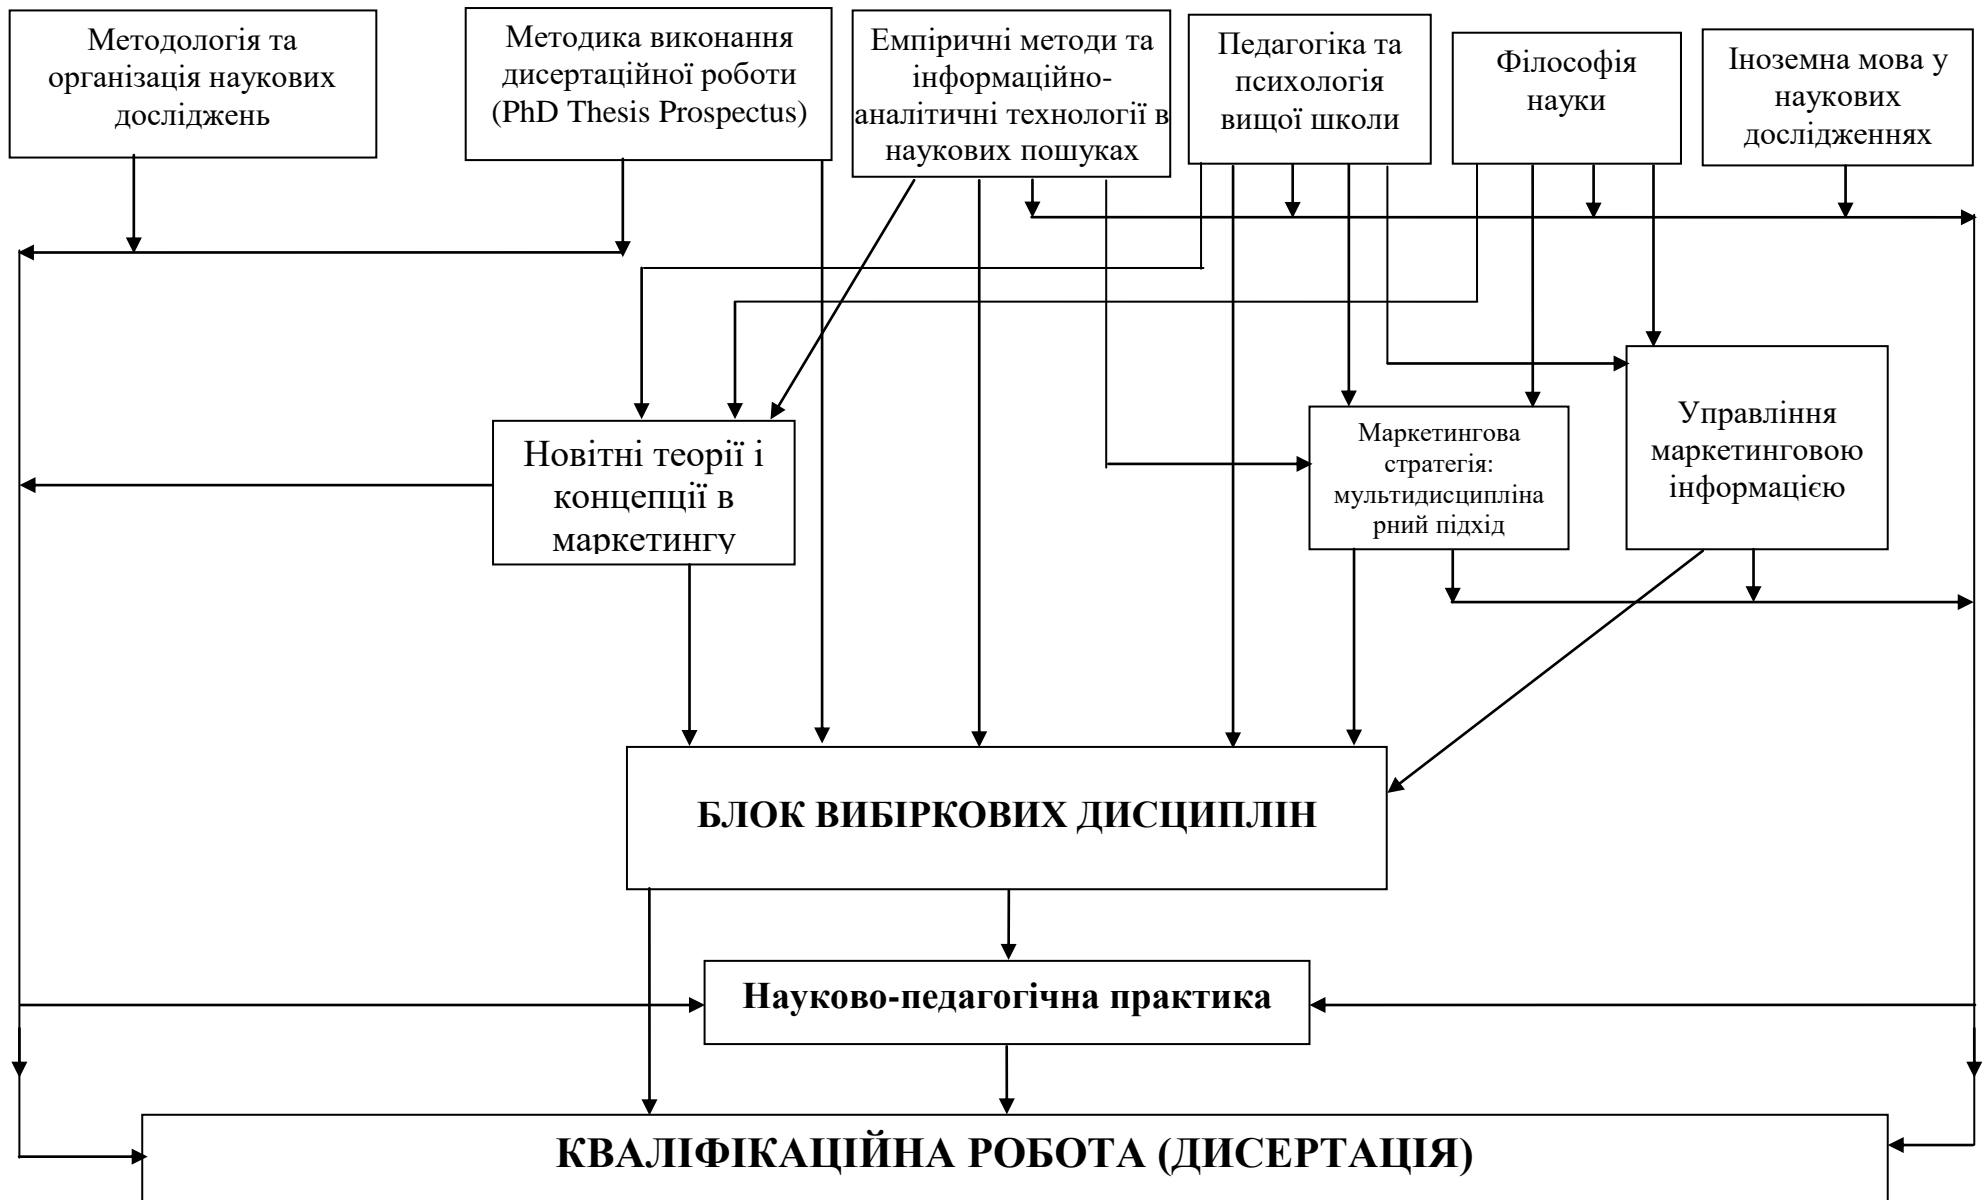 Методологія та
організація наукових
досліджень
Методика виконання
дисертаційної роботи
(PhD Thesis Prospectus)
Емпіричні методи та
інформаційно-
аналітичні технології в
наукових пошуках
Педагогіка та
психологія
вищої школи
Філософія
науки
Іноземна мова у
наукових
дослідженнях
Новітні теорії і
концепції в
маркетингу
Маркетингова
стратегія:
мультидисципліна
рний підхід
Управління
маркетинговою
інформацією
БЛОК ВИБІРКОВИХ ДИСЦИПЛІН
Науково-педагогічна практика
КВАЛІФІКАЦІЙНА РОБОТА (ДИСЕРТАЦІЯ)